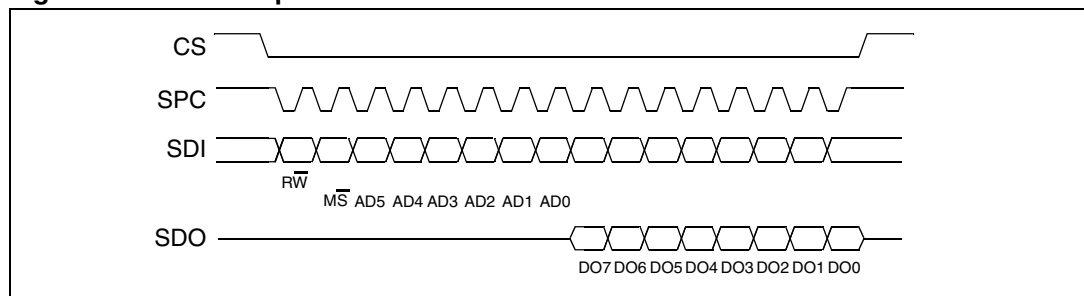 CS
SPC
SDI
RW
MS AD5 AD4 AD3 AD2 AD1 AD0
SDO
DO7 DO6 DO5 DO4 DO3 DO2 DO1 DO0